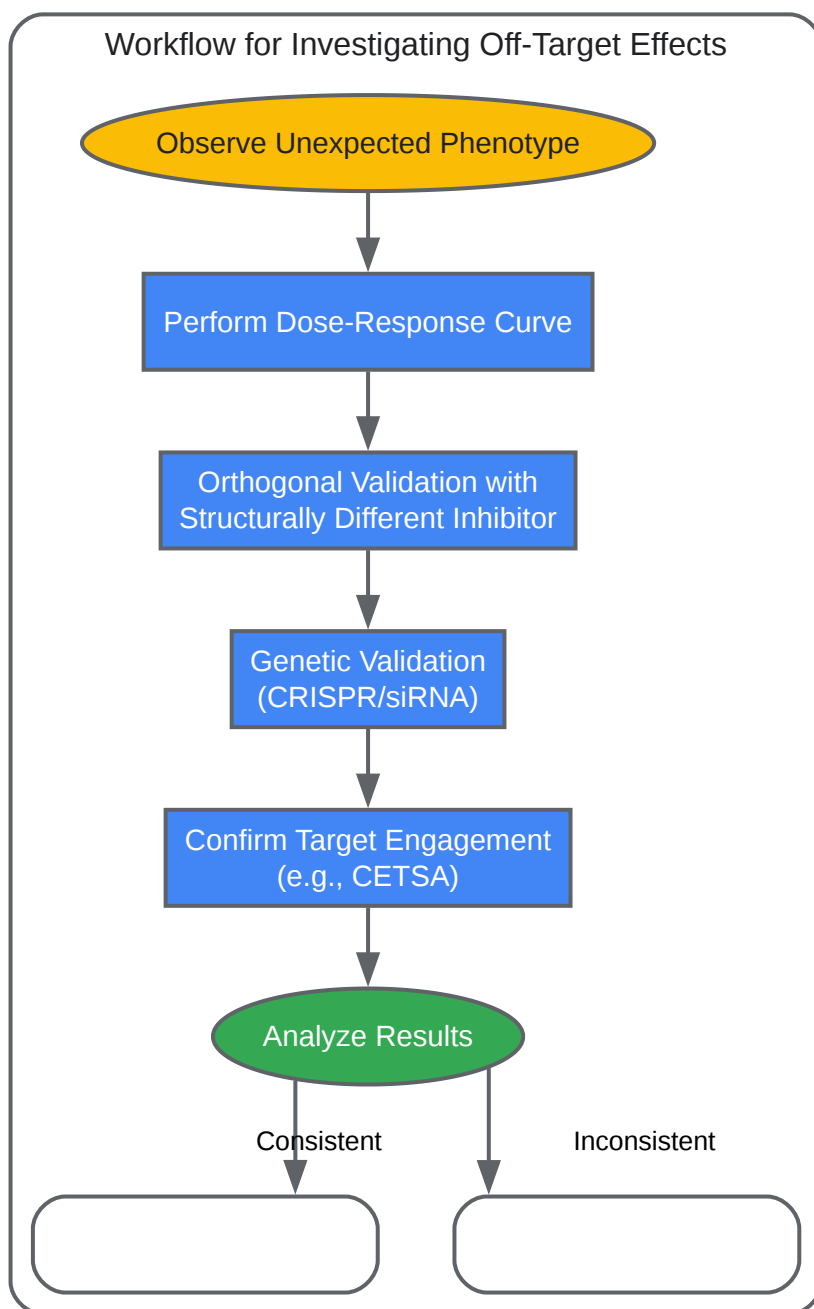 Workflow for Investigating Off-Target Effects
Observe Unexpected Phenotype
Perform Dose-Response Curve
Orthogonal Validation with
Structurally Different Inhibitor
Genetic Validation
(CRISPR/siRNA)
Confirm Target Engagement
(e.g., CETSA)
Analyze Results
Consistent
Inconsistent